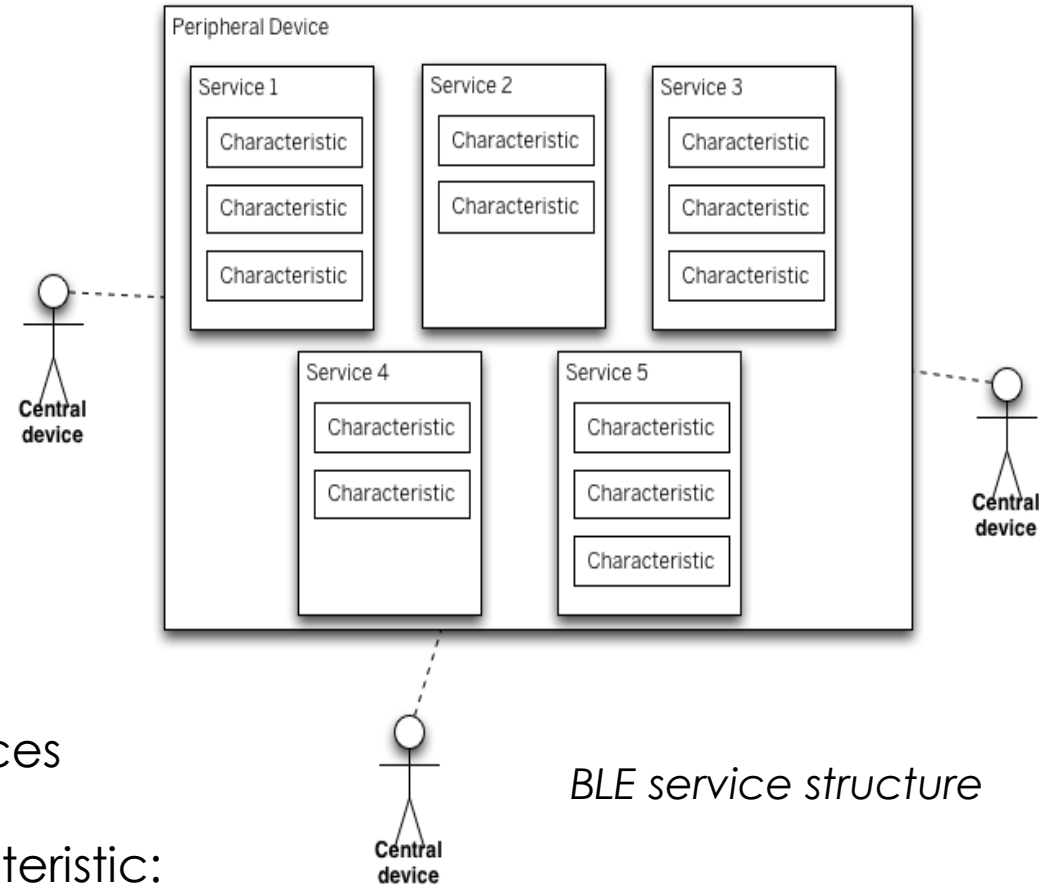 Peripheral Device
Service 1
Characteristic
Characteristic
Characteristic
Service 2
Characteristic
Characteristic
Service 3
Characteristic
Characteristic
Characteristic
Central
device
Service 4
Characteristic
Characteristic
Service 5
Characteristic
Characteristic
Characteristic
Central
device
ces
BLE service structure
teristic:
Central
device